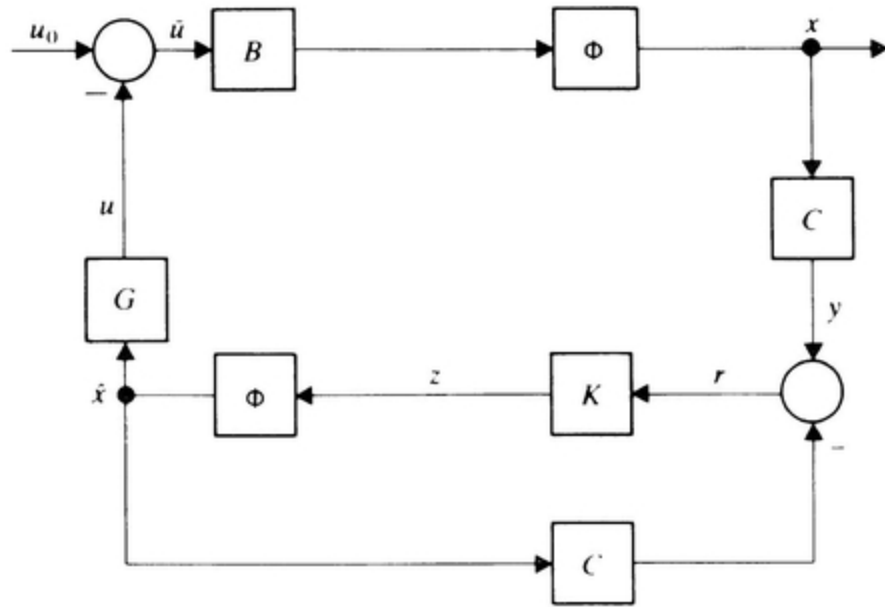 u₀ ũ B Φ x
−
u C
G y
x̂ Φ z K r
−
C